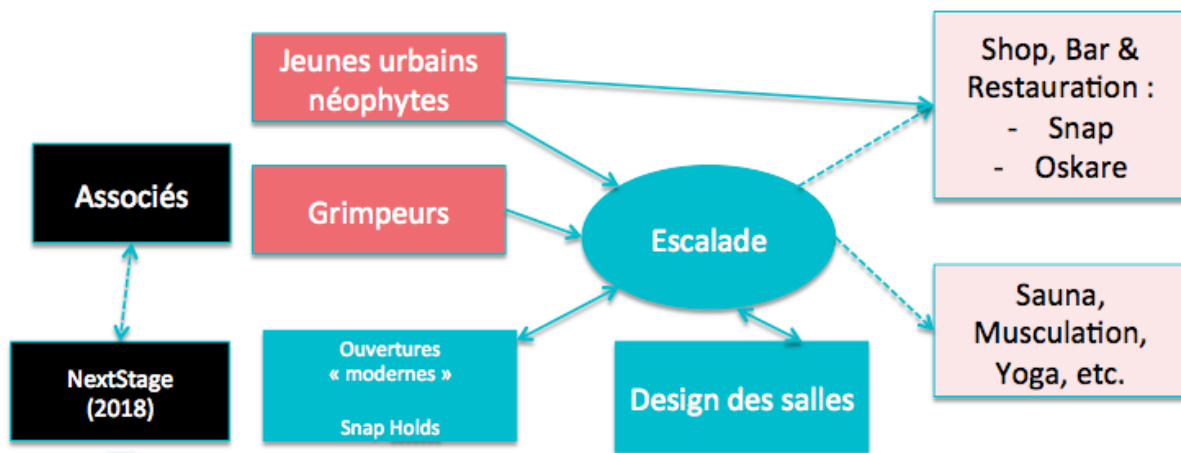 Jeunes urbains
néophytes
Shop, Bar &
Restauration :
- Snap
- Oskare
Associés
Grimpeurs
Escalade
NextStage
(2018)
Ouvertures
« modernes »
Snap Holds
Design des salles
Sauna,
Musculation,
Yoga, etc.